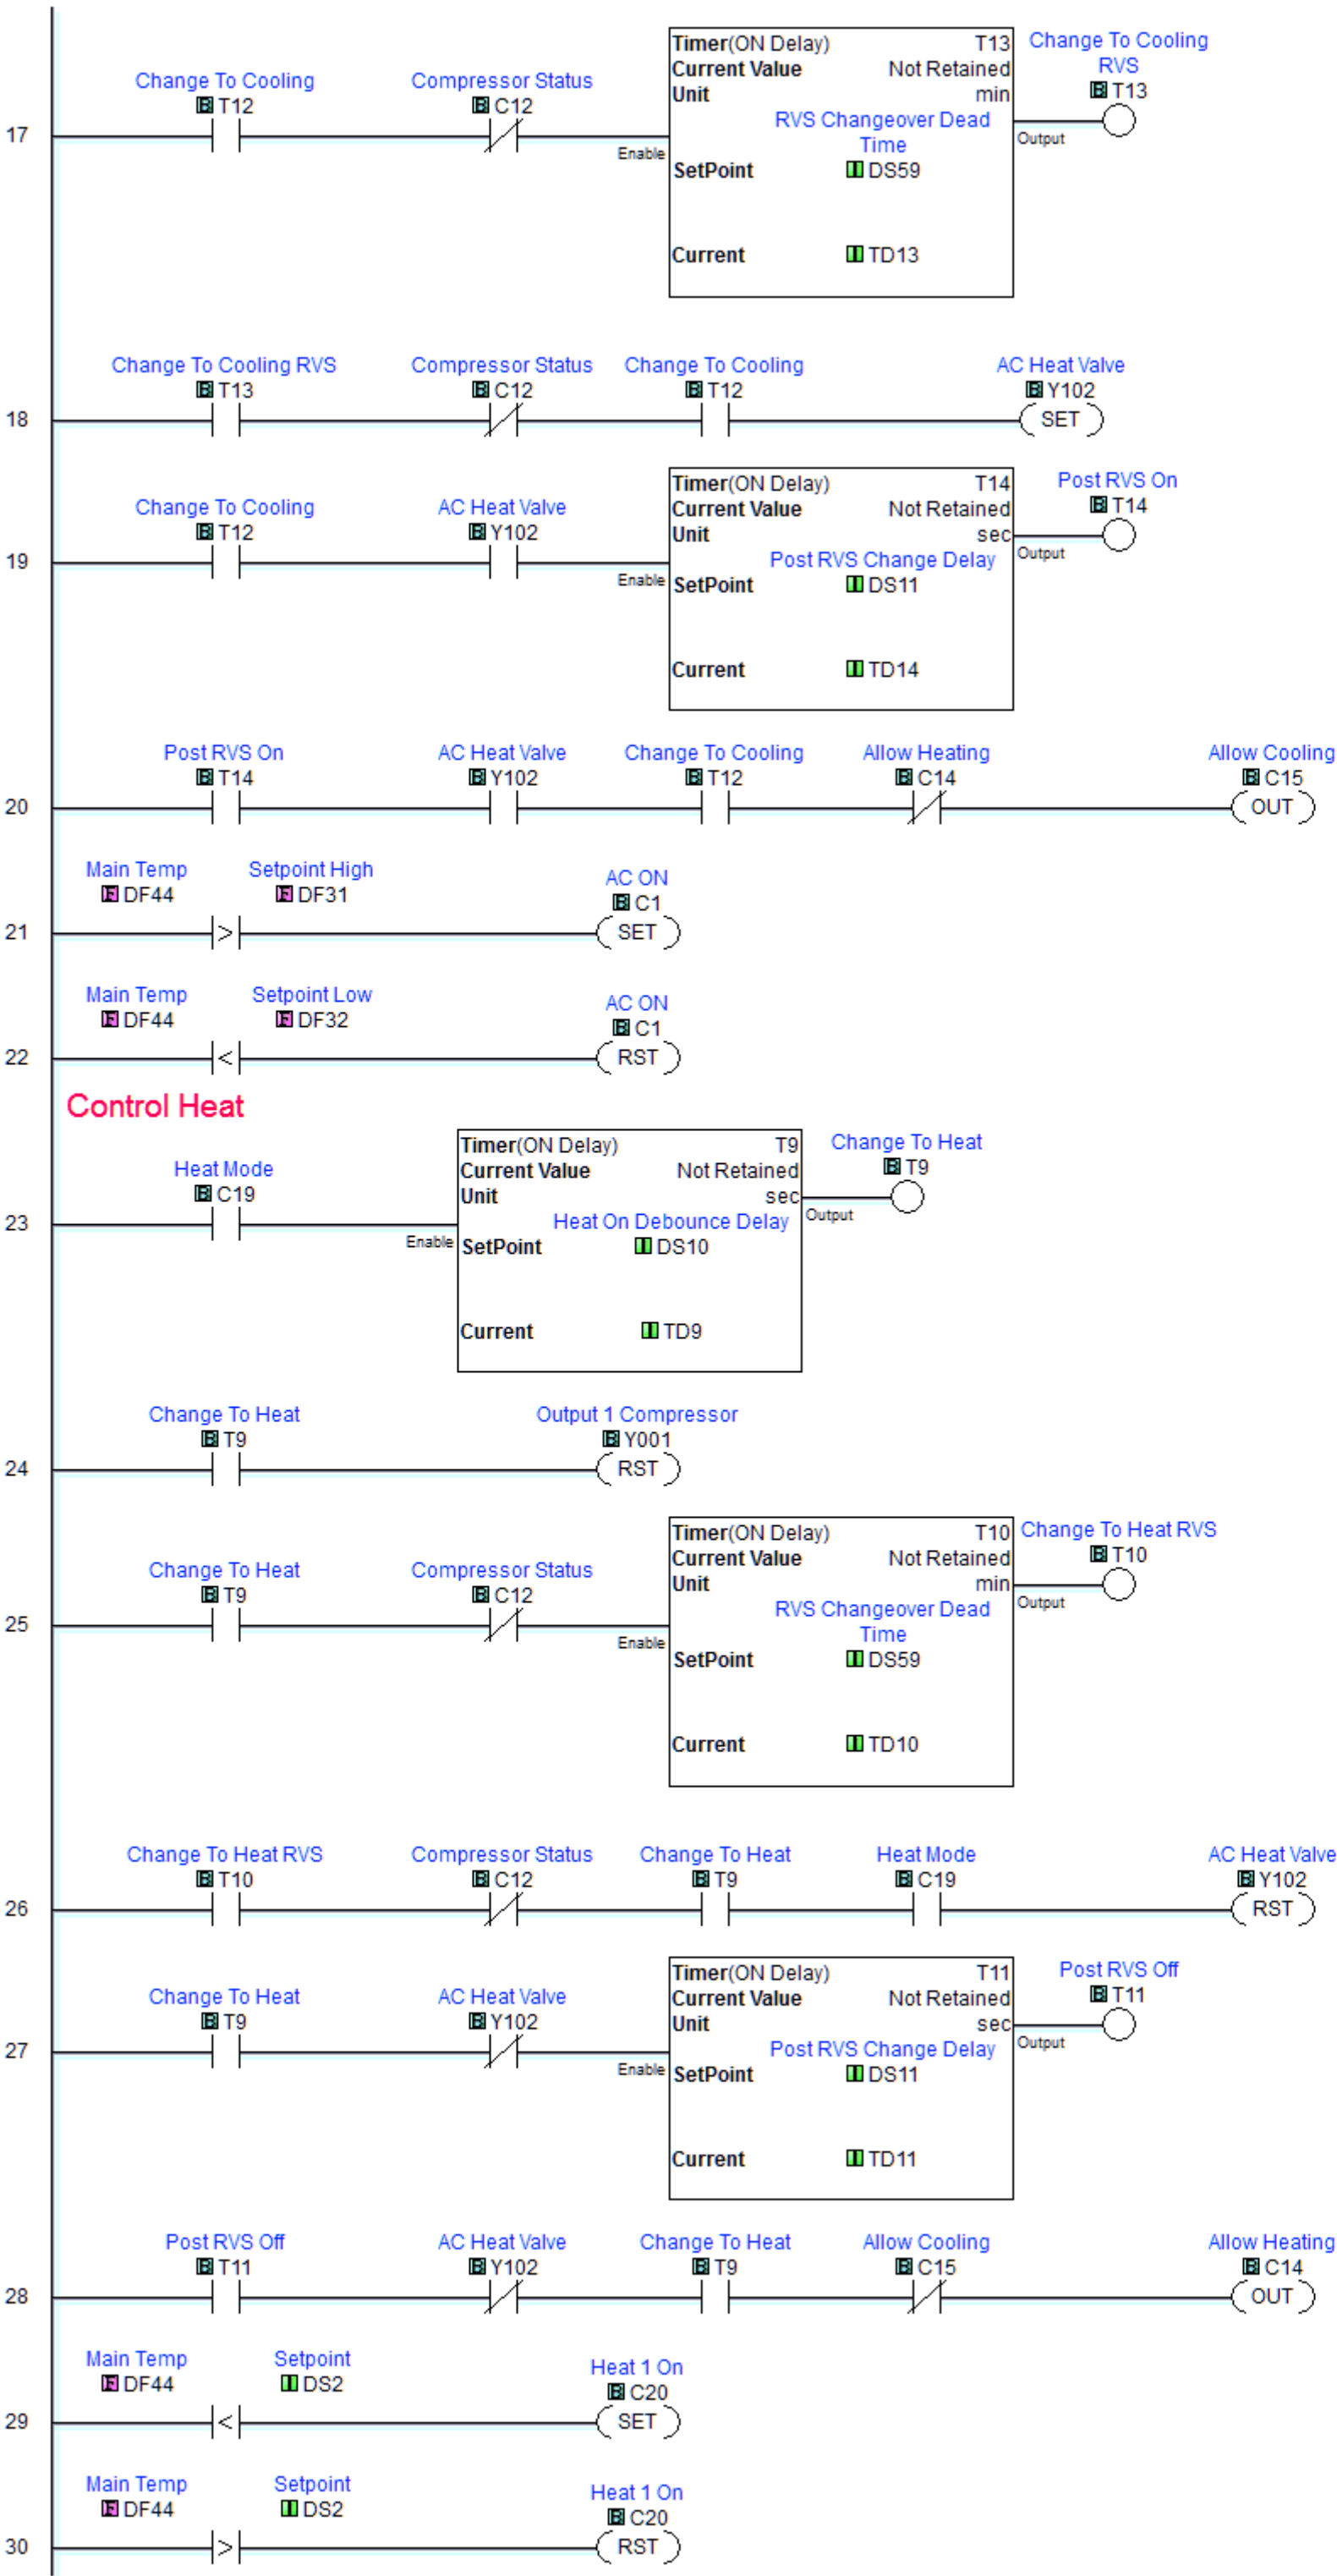 Change To Cooling
T12
Compressor Status
C12
Timer(ON Delay) T13
Current Value Not Retained
Unit min
RVS Changeover Dead
Time
SetPoint DS59
Current TD13
Enable
Output
Change To Cooling
RVS
T13
17
Change To Cooling RVS
T13
Compressor Status
C12
Change To Cooling
T12
AC Heat Valve
Y102
SET
18
Change To Cooling
T12
AC Heat Valve
Y102
Timer(ON Delay) T14
Current Value Not Retained
Unit sec
Post RVS Change Delay
SetPoint DS11
Current TD14
Enable
Output
Post RVS On
T14
19
Post RVS On
T14
AC Heat Valve
Y102
Change To Cooling
T12
Allow Heating
C14
Allow Cooling
C15
OUT
20
Main Temp
DF44
Setpoint High
DF31
AC ON
C1
21
>
SET
Main Temp
DF44
Setpoint Low
DF32
AC ON
C1
22
<
RST
Control Heat
Heat Mode
C19
Timer(ON Delay) T9
Current Value Not Retained
Unit sec
Heat On Debounce Delay
SetPoint DS10
Current TD9
Enable
Output
Change To Heat
T9
23
Change To Heat
T9
Output 1 Compressor
Y001
24
RST
Change To Heat
T9
Compressor Status
C12
Timer(ON Delay) T10
Current Value Not Retained
Unit min
RVS Changeover Dead
Time
SetPoint DS59
Current TD10
Enable
Output
Change To Heat RVS
T10
25
Change To Heat RVS
T10
Compressor Status
C12
Change To Heat
T9
Heat Mode
C19
AC Heat Valve
Y102
26
RST
Change To Heat
T9
AC Heat Valve
Y102
Timer(ON Delay) T11
Current Value Not Retained
Unit sec
Post RVS Change Delay
SetPoint DS11
Current TD11
Enable
Output
Post RVS Off
T11
27
Post RVS Off
T11
AC Heat Valve
Y102
Change To Heat
T9
Allow Cooling
C15
Allow Heating
C14
28
OUT
Main Temp
DF44
Setpoint
DS2
Heat 1 On
C20
29
<
SET
Main Temp
DF44
Setpoint
DS2
Heat 1 On
C20
30
>
RST